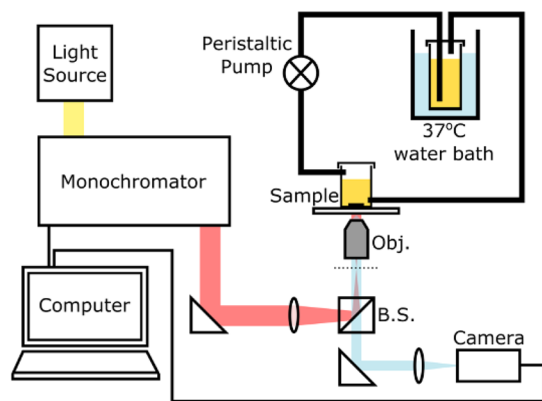 Light
Source
Peristaltic
Pump
37°C
water bath
Monochromator
Sample
Obj.
Computer
B.S.
Camera